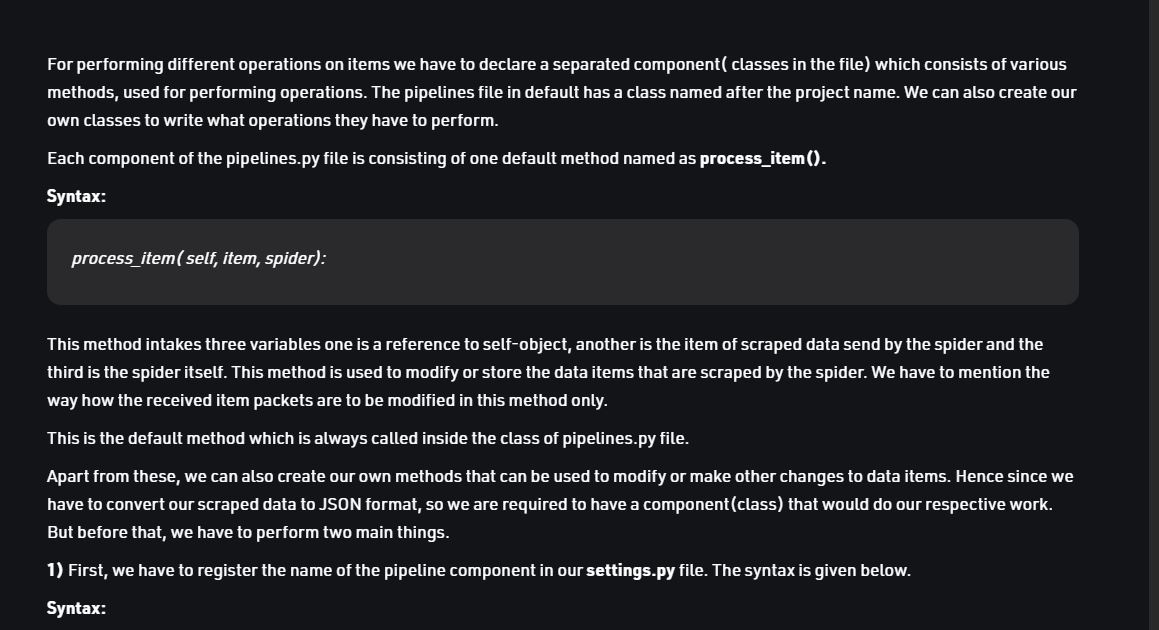 For performing different operations on items we have to declare a separated component( classes in the file) which consists of various
methods, used for performing operations. The pipelines file in default has a class named after the project name. We can also create our
own classes to write what operations they have to perform.
Each component of the pipelines.py file is consisting of one default method named as process_item().
Syntax:
process_item( self, item, spider):
This method intakes three variables one is a reference to self-object, another is the item of scraped data send by the spider and the
third is the spider itself. This method is used to modify or store the data items that are scraped by the spider. We have to mention the
way how the received item packets are to be modified in this method only.
This is the default method which is always called inside the class of pipelines.py file.
Apart from these, we can also create our own methods that can be used to modify or make other changes to data items. Hence since we
have to convert our scraped data to JSON format, so we are required to have a component(class) that would do our respective work.
But before that, we have to perform two main things.
1) First, we have to register the name of the pipeline component in our settings.py file. The syntax is given below.
Syntax: